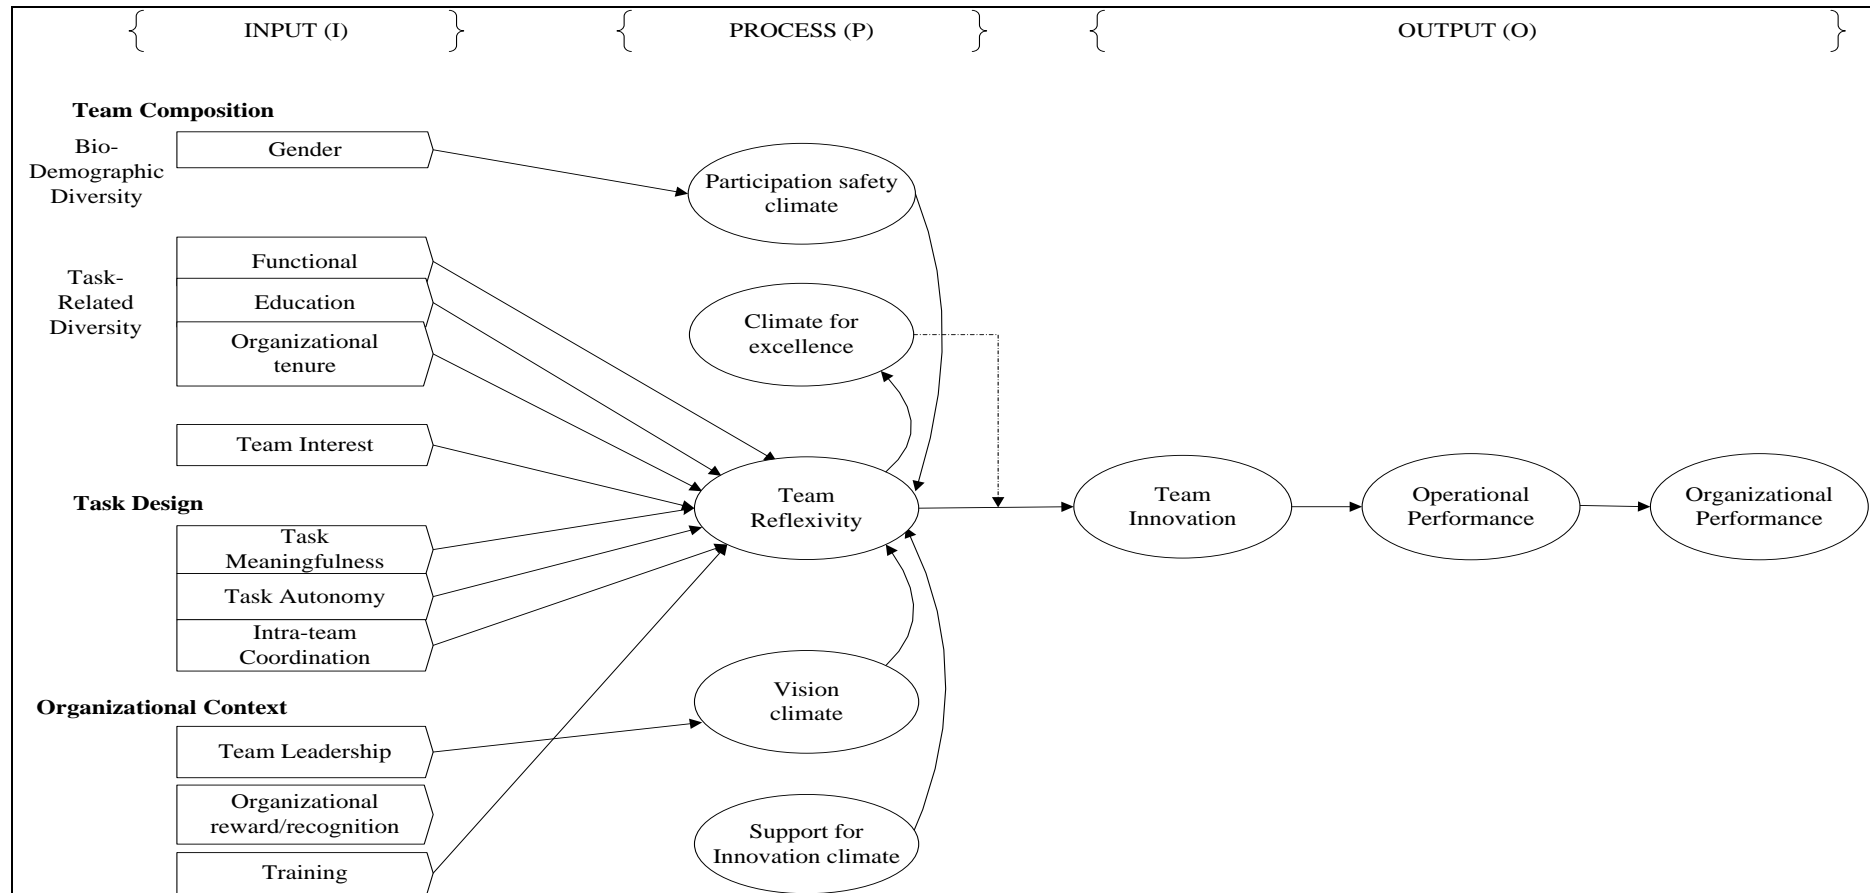 INPUT (I)
PROCESS (P)
OUTPUT (O)
Team Composition
Bio-
Demographic
Diversity
Gender
Task-
Related
Diversity
Functional
Education
Organizational
tenure
Team Interest
Task Design
Task
Meaningfulness
Task Autonomy
Intra-team
Coordination
Organizational Context
Team Leadership
Organizational
reward/recognition
Training
Participation safety
climate
Climate for
excellence
Team
Reflexivity
Vision
climate
Support for
Innovation climate
Team
Innovation
Operational
Performance
Organizational
Performance